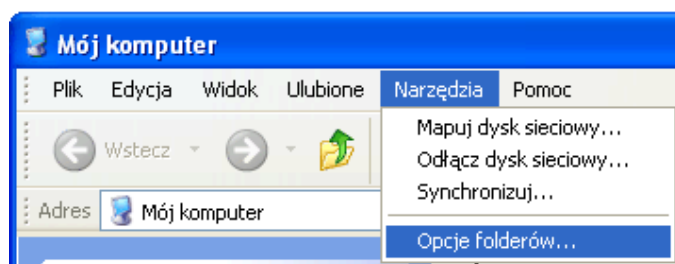 Mój komputer
Plik Edycja Widok Ulubione Narzędzia Pomoc
Mapuj dysk sieciowy...
Wstecz
Odłącz dysk sieciowy...
Synchronizuj...
Adres Mój komputer
Opcje folderów...